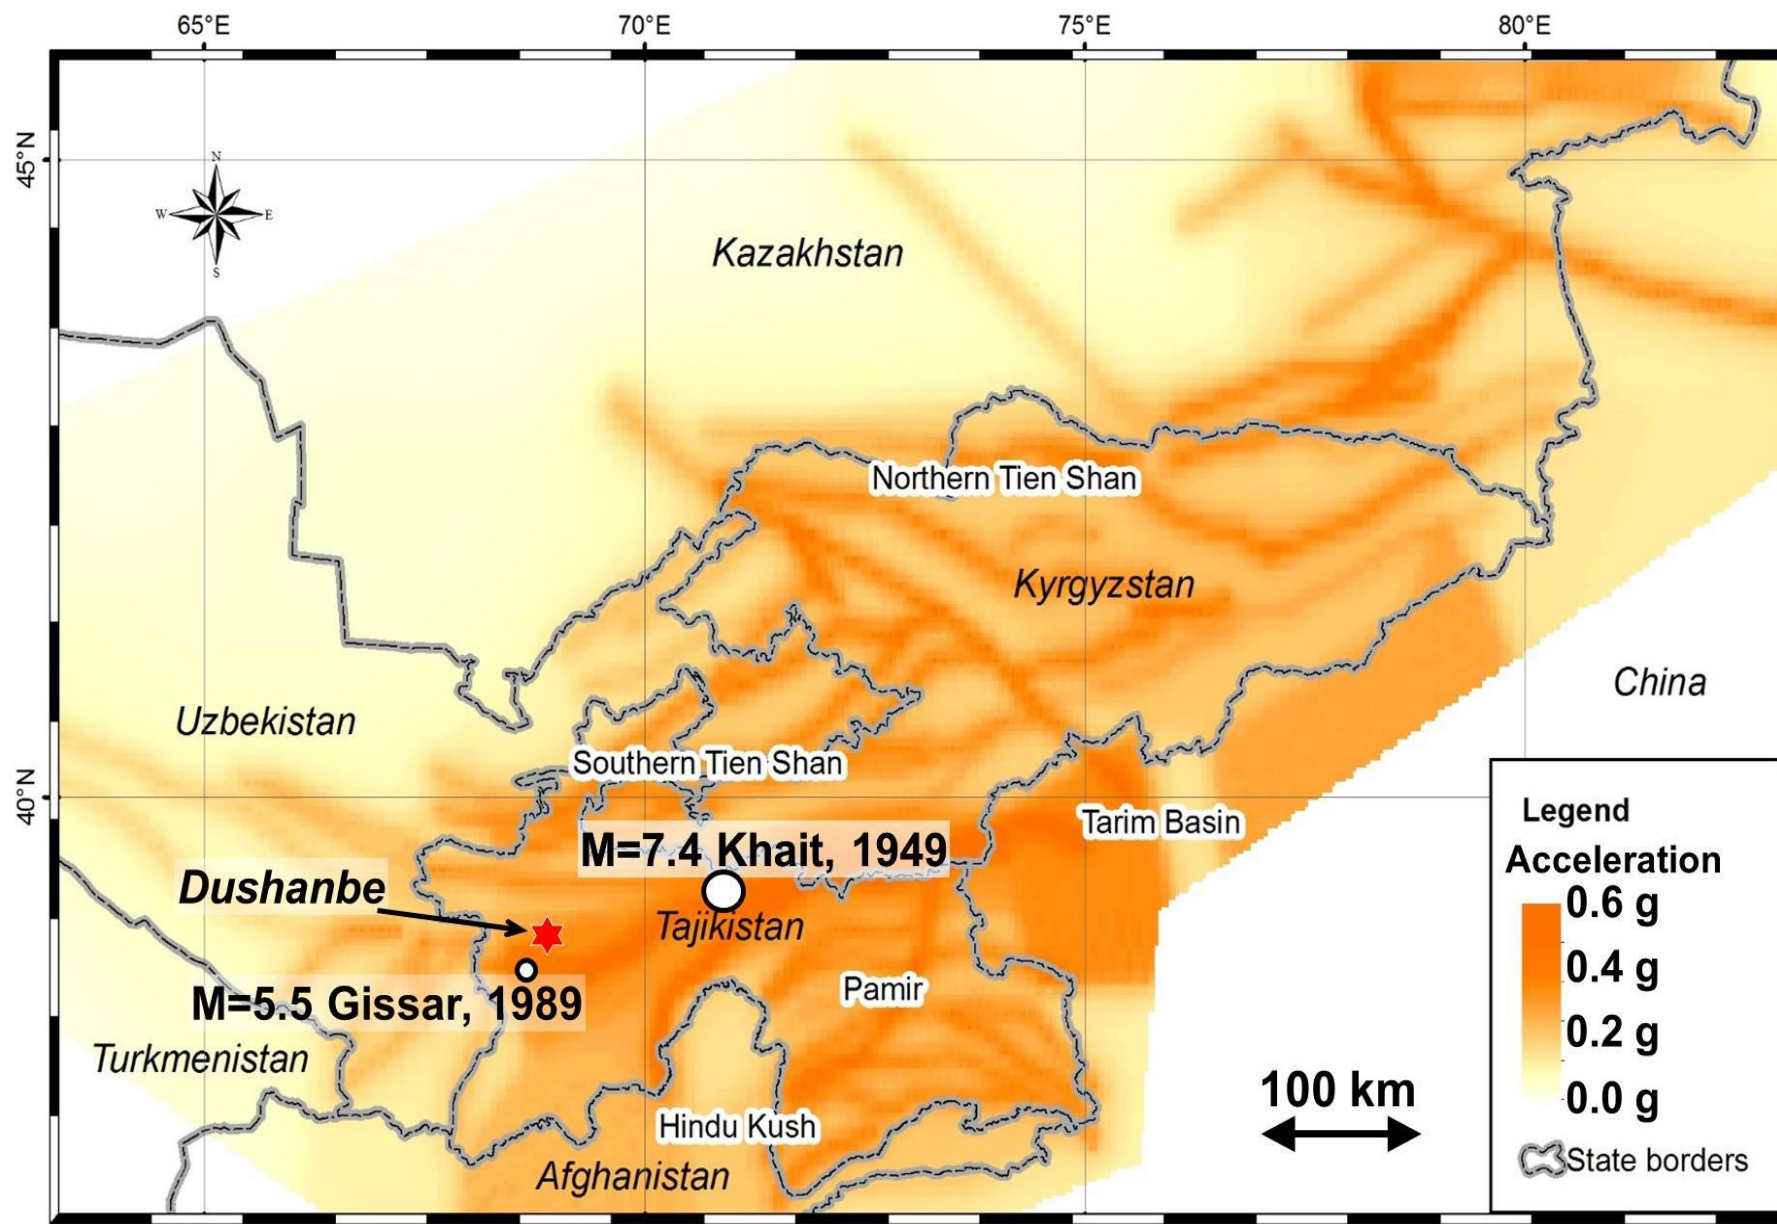 65°E
70°E
75°E
80°E
45°N
N
W
E
S
Kazakhstan
Northern Tien Shan
Kyrgyzstan
China
Uzbekistan
Southern Tien Shan
40°N
Tarim Basin
M=7.4 Khait, 1949
Dushanbe
Tajikistan
Pamir
M=5.5 Gissar, 1989
Turkmenistan
Hindu Kush
Afghanistan
100 km
Legend
Acceleration
0.6 g
0.4 g
0.2 g
0.0 g
State borders